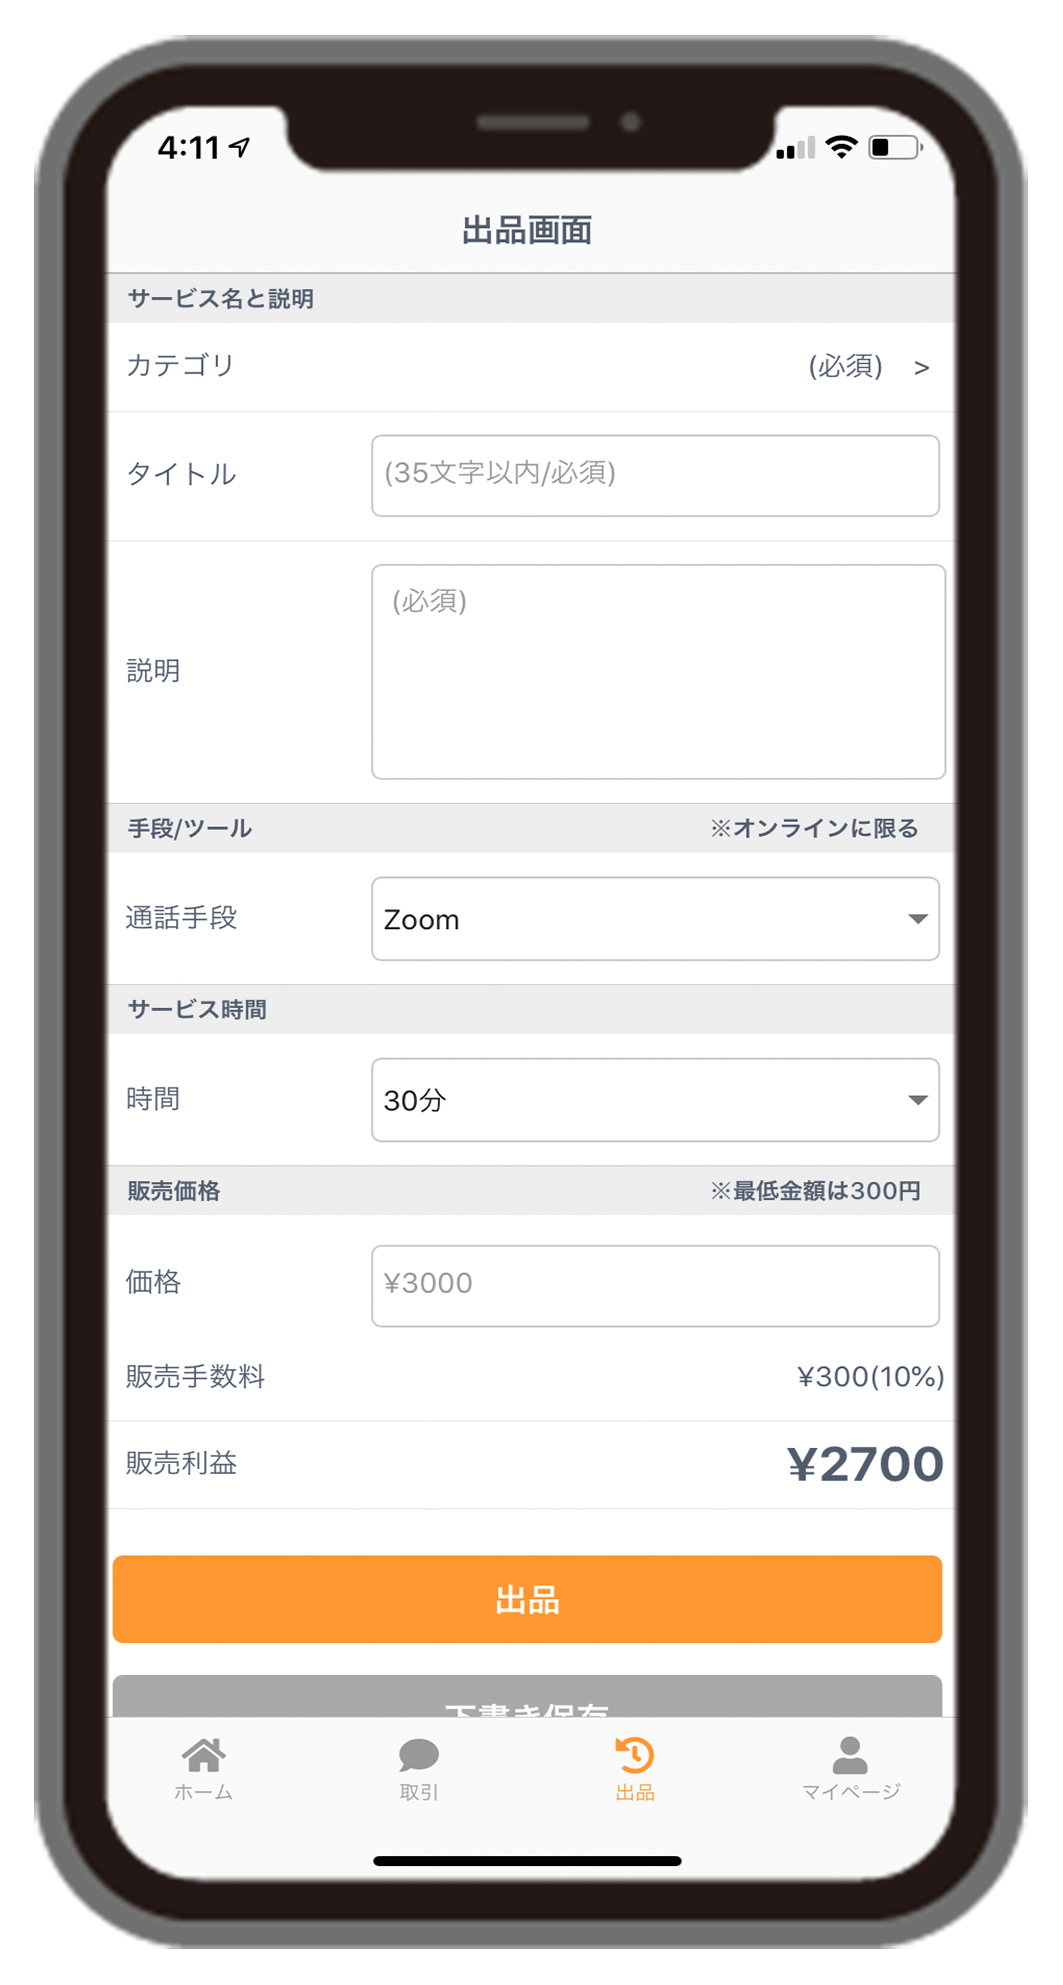 4:11
出品画面
サービス名と説明
カテゴリ (必須) >
タイトル (35文字以内/必須)
説明 (必須)
手段/ツール ※オンラインに限る
通話手段 Zoom
サービス時間
時間 30分
販売価格 ※最低金額は300円
価格 ¥3000
販売手数料 ¥300(10%)
販売利益 ¥2700
出品
下書き保存
ホーム 取引 出品 マイページ